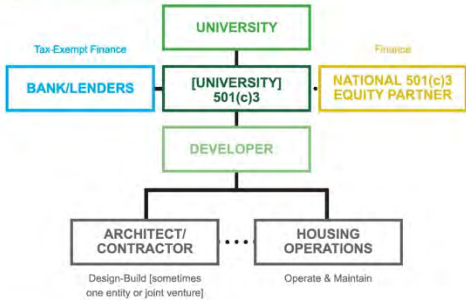 UNIVERSITY
Tax-Exempt Finance
Finance
BANK/LENDERS
[UNIVERSITY]
501(c)3
NATIONAL 501(c)3
EQUITY PARTNER
DEVELOPER
ARCHITECT/
CONTRACTOR
HOUSING
OPERATIONS
Design-Build [sometimes
one entity or joint venture]
Operate & Maintain